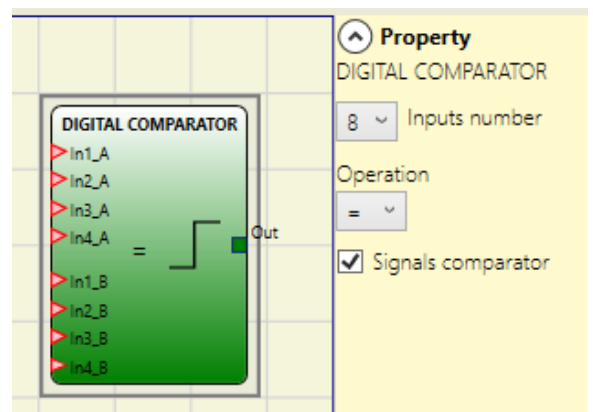 DIGITAL COMPARATOR
In1_A
In2_A
In3_A
In4_A
=
Out
In1_B
In2_B
In3_B
In4_B
Property
DIGITAL COMPARATOR
8 Inputs number
Operation
=
Signals comparator